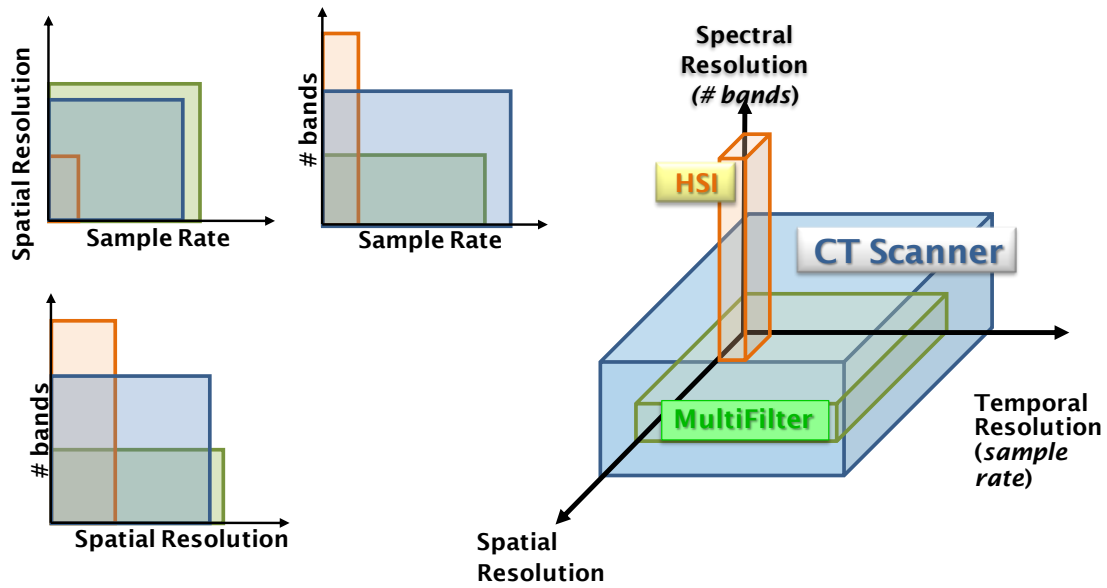 Spatial Resolution
Sample Rate
# bands
Sample Rate
# bands
Spatial Resolution
Spectral
Resolution
(# bands)
HSI
CT Scanner
MultiFilter
Temporal
Resolution
(sample
rate)
Spatial
Resolution